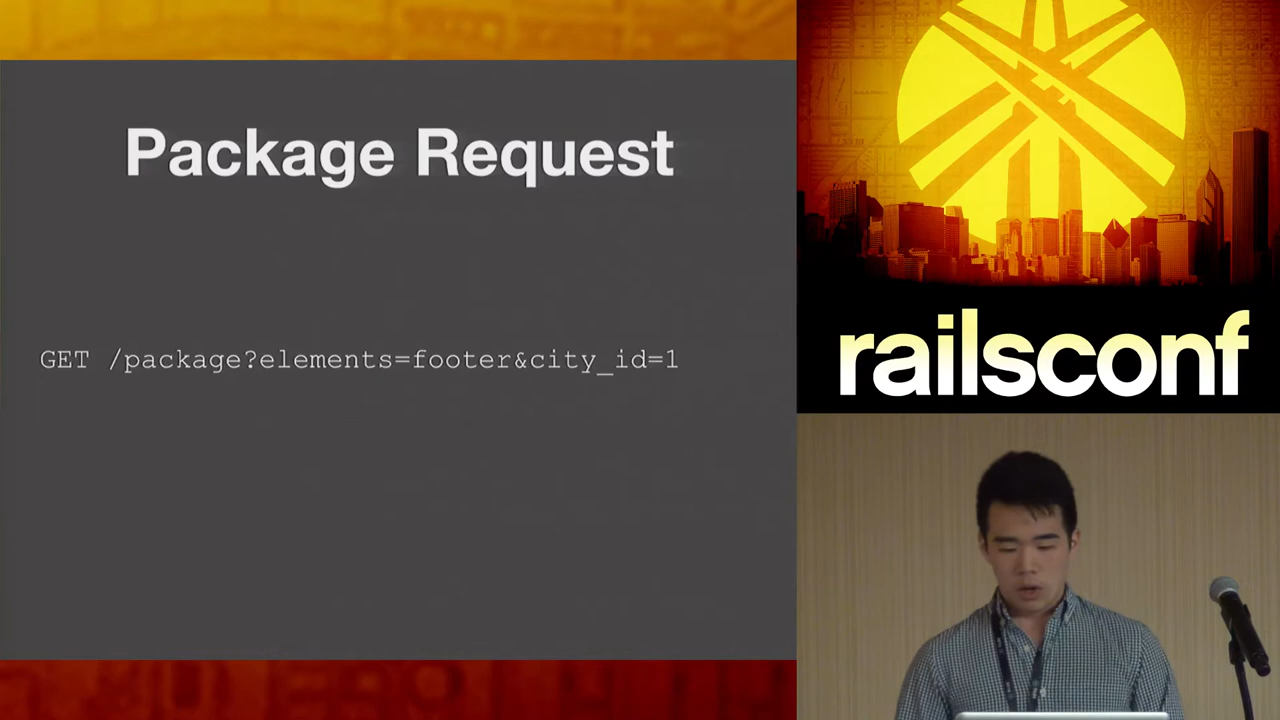 Package Request
GET /package?elements=footer&city_id=1
railsconf